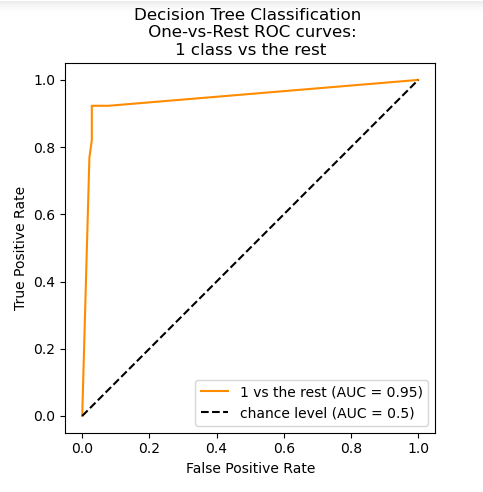 Decision Tree Classification
One-vs-Rest ROC curves:
1 class vs the rest
1.0
0.8
0.6
0.4
0.2
0.0
True Positive Rate
1 vs the rest (AUC = 0.95)
chance level (AUC = 0.5)
0.0 0.2 0.4 0.6 0.8 1.0
False Positive Rate